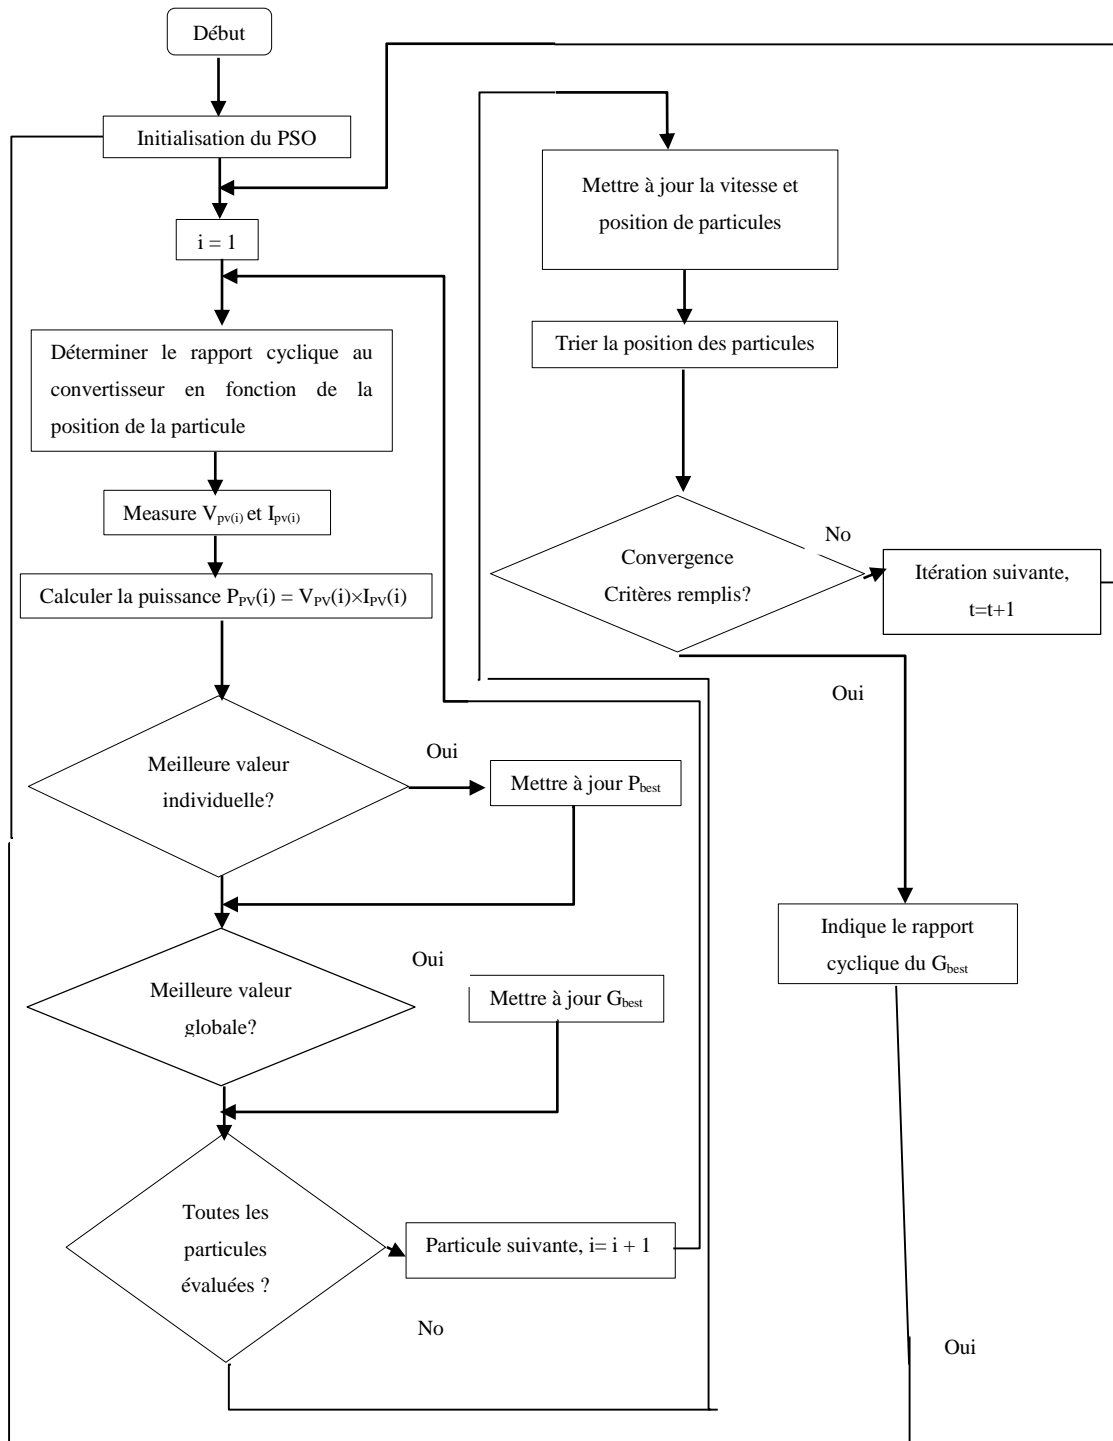 Début
Initialisation du PSO
i = 1
Déterminer le rapport cyclique au
convertisseur en fonction de la
position de la particule
Measure Vpv(i) et Ipv(i)
Calculer la puissance PPV(i) = VPV(i)×IPV(i)
Meilleure valeur
individuelle?
Oui
Mettre à jour Pbest
Meilleure valeur
globale?
Oui
Mettre à jour Gbest
Toutes les
particules
évaluées ?
Particule suivante, i= i + 1
No
Mettre à jour la vitesse et
position de particules
Trier la position des particules
Convergence
Critères remplis?
No
Itération suivante,
t=t+1
Oui
Indique le rapport
cyclique du Gbest
Oui